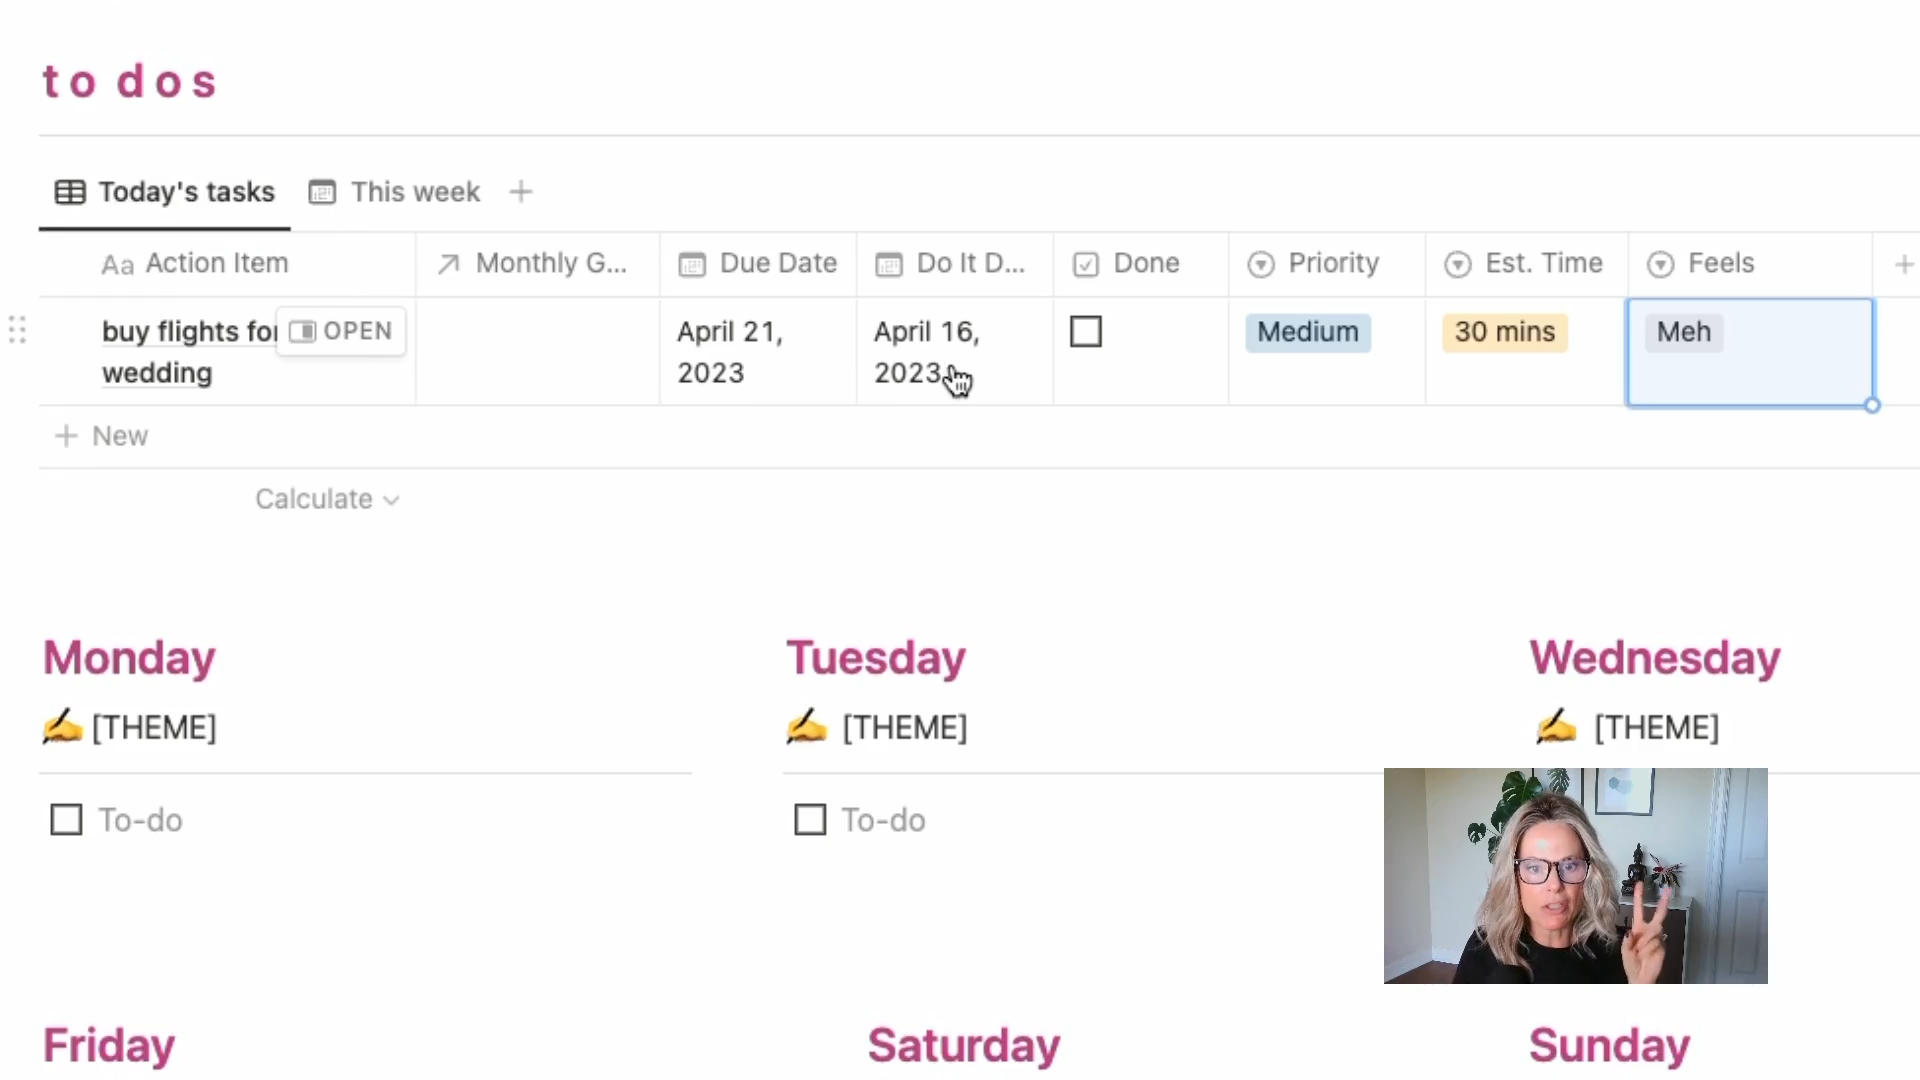 to dos
Today's tasks This week
Aa Action Item Monthly G... Due Date Do It D... Done Priority Est. Time Feels
buy flights for OPEN April 21, April 16, Medium 30 mins Meh
wedding 2023 2023
New
Calculate
Monday Tuesday Wednesday
[THEME] [THEME] [THEME]
To-do To-do
Friday Saturday Sunday